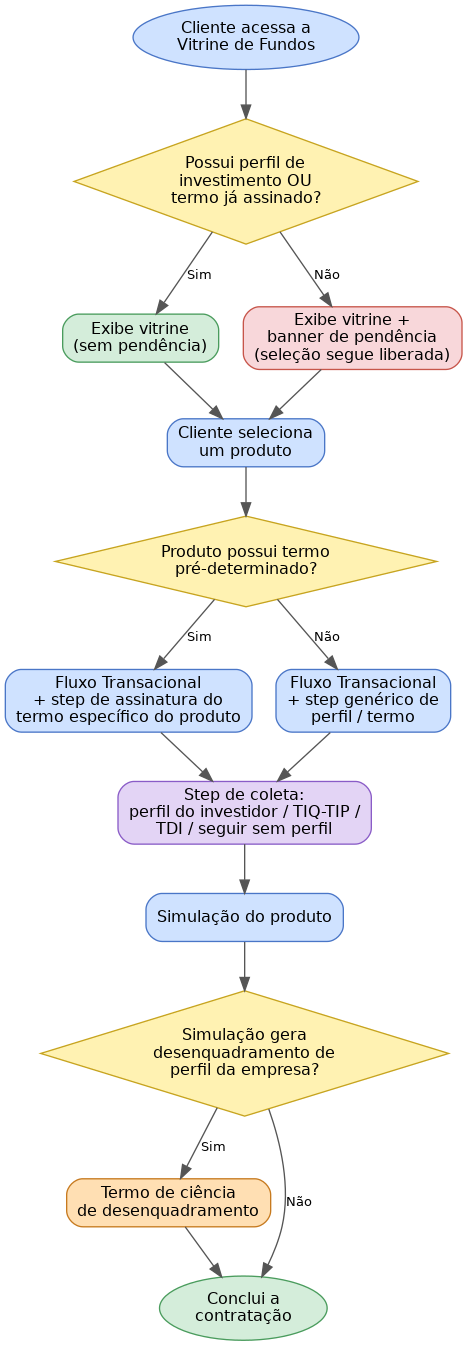 Cliente acessa a
Vitrine de Fundos
Possui perfil de
investimento OU
termo já assinado?
Sim
Não
Exibe vitrine
(sem pendência)
Exibe vitrine +
banner de pendência
(seleção segue liberada)
Cliente seleciona
um produto
Produto possui termo
pré-determinado?
Sim
Não
Fluxo Transacional
+ step de assinatura do
termo específico do produto
Fluxo Transacional
+ step genérico de
perfil / termo
Step de coleta:
perfil do investidor / TIQ-TIP /
TDI / seguir sem perfil
Simulação do produto
Simulação gera
desenquadramento de
perfil da empresa?
Sim
Não
Termo de ciência
de desenquadramento
Conclui a
contratação